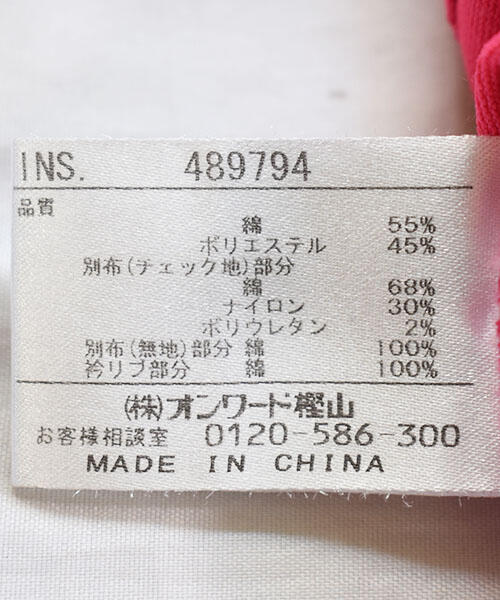 INS. 489794
品質
綿 55%
ポリエステル 45%
別布(チェック地)部分
綿 68%
ナイロン 30%
ポリウレタン 2%
別布(無地)部分 綿 100%
衿リブ部分 綿 100%
(株)オンワード樫山
お客様相談室 0120-586-300
MADE IN CHINA